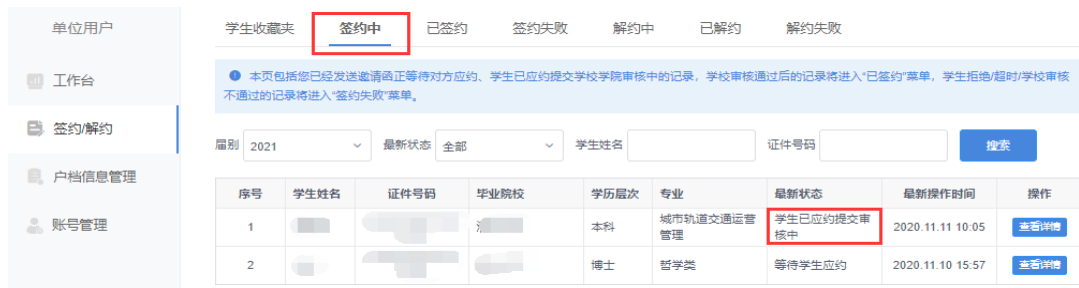 单位用户
工作台
签约/解约
户档信息管理
账号管理
学生收藏夹 签约中 已签约 签约失败 解约中 已解约 解约失败
本页包括您已经发送邀请函正等待对方应约、学生已应约提交学校学院审核中的记录，学校审核通过后的记录将进入“已签约”菜单，学生拒绝/超时/学校审核
不通过的记录将进入“签约失败”菜单。
届别 2021 最新状态 全部 学生姓名 证件号码 搜索
序号 学生姓名 证件号码 毕业院校 学历层次 专业 最新状态 最新操作时间 操作
1 本科 城市轨道交通运营 学生已应约提交审 2020.11.11 10:05 查看详情
管理 核中
2 博士 哲学类 等待学生应约 2020.11.10 15:57 查看详情